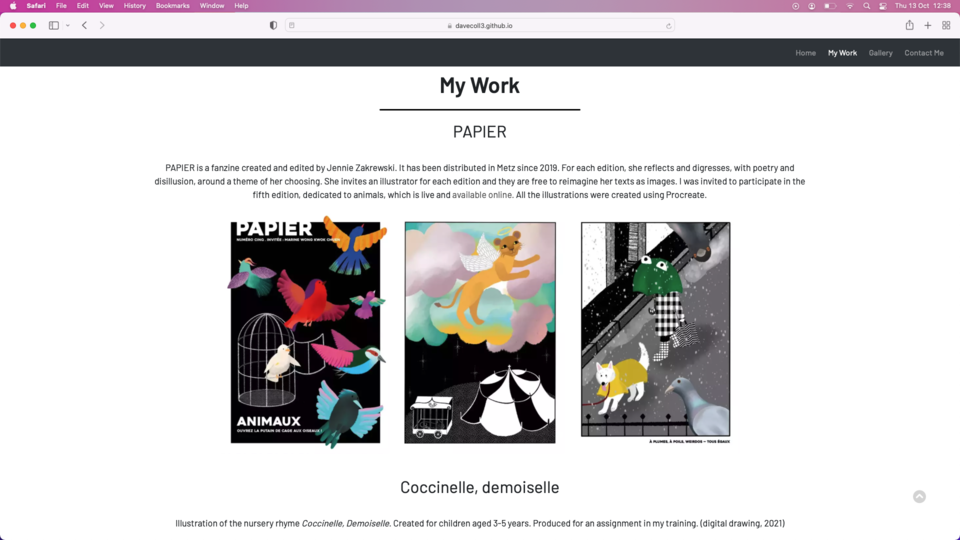 Safari File Edit View History Bookmarks Window Help Thu 13 Oct 12:38
davecoll3.github.io
Home My Work Gallery Contact Me
My Work
PAPIER
PAPIER is a fanzine created and edited by Jennie Zakrewski. It has been distributed in Metz since 2019. For each edition, she reflects and digresses, with poetry and
disillusion, around a theme of her choosing. She invites an illustrator for each edition and they are free to reimagine her texts as images. I was invited to participate in the
fifth edition, dedicated to animals, which is live and available online. All the illustrations were created using Procreate.
PAPIER
NUMÉRO CINQ . INVITÉE : MARINE WONG KWOK
ANIMAUX
OUVREZ LA PUTAIN DE CAGE AUX OISEAUX !
À PLUMES, À POILS, WEIRDOS — TOUS ÉGAUX
Coccinelle, demoiselle
Illustration of the nursery rhyme Coccinelle, Demoiselle. Created for children aged 3-5 years. Produced for an assignment in my training. (digital drawing, 2021)